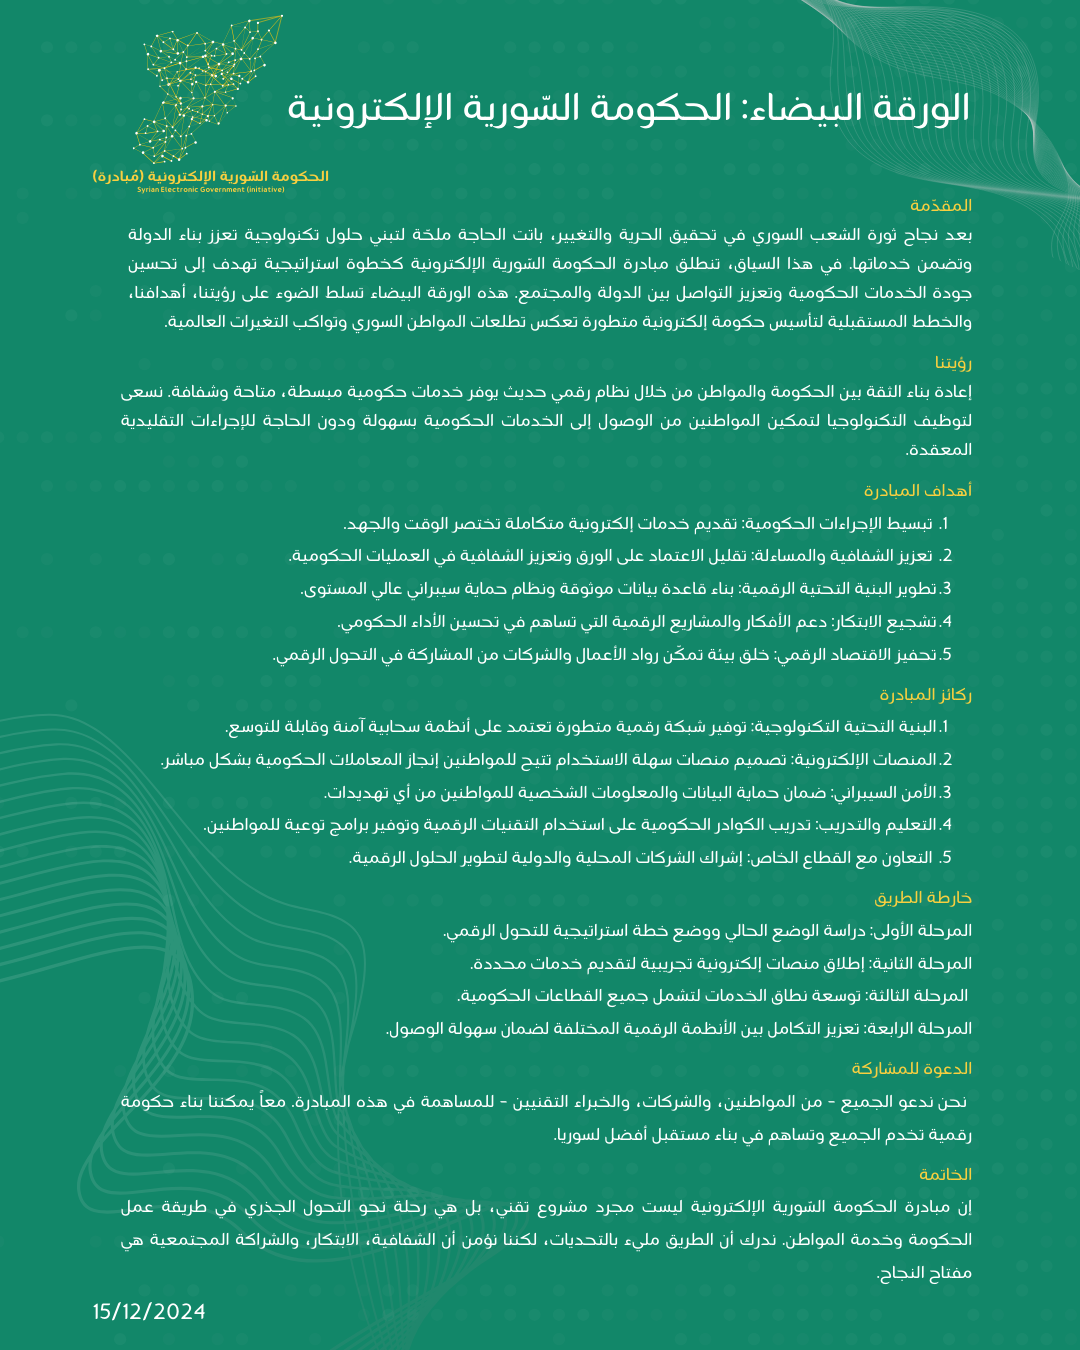 الورقة البيضاء: الحكومة السّورية الإلكترونية
الحكومة السّورية الإلكترونية (مُبادرة)
Syrian Electronic Government (initiative)
المقدّمة
بعد نجاح ثورة الشعب السوري في تحقيق الحرية والتغيير، باتت الحاجة ملحّة لتبني حلول تكنولوجية تعزز بناء الدولة
وتضمن خدماتها. في هذا السياق، تنطلق مبادرة الحكومة السّورية الإلكترونية كخطوة استراتيجية تهدف إلى تحسين
جودة الخدمات الحكومية وتعزيز التواصل بين الدولة والمجتمع. هذه الورقة البيضاء تسلط الضوء على رؤيتنا، أهدافنا،
والخطط المستقبلية لتأسيس حكومة إلكترونية متطورة تعكس تطلعات المواطن السوري وتواكب التغيرات العالمية.
رؤيتنا
إعادة بناء الثقة بين الحكومة والمواطن من خلال نظام رقمي حديث يوفر خدمات حكومية مبسطة، متاحة وشفافة. نسعى
لتوظيف التكنولوجيا لتمكين المواطنين من الوصول إلى الخدمات الحكومية بسهولة ودون الحاجة للإجراءات التقليدية
المعقدة.
أهداف المبادرة
1. تبسيط الإجراءات الحكومية: تقديم خدمات إلكترونية متكاملة تختصر الوقت والجهد.
2. تعزيز الشفافية والمساءلة: تقليل الاعتماد على الورق وتعزيز الشفافية في العمليات الحكومية.
3. تطوير البنية التحتية الرقمية: بناء قاعدة بيانات موثوقة ونظام حماية سيبراني عالي المستوى.
4. تشجيع الابتكار: دعم الأفكار والمشاريع الرقمية التي تساهم في تحسين الأداء الحكومي.
5. تحفيز الاقتصاد الرقمي: خلق بيئة تمكّن رواد الأعمال والشركات من المشاركة في التحول الرقمي.
ركائز المبادرة
1. البنية التحتية التكنولوجية: توفير شبكة رقمية متطورة تعتمد على أنظمة سحابية آمنة وقابلة للتوسع.
2. المنصات الإلكترونية: تصميم منصات سهلة الاستخدام تتيح للمواطنين إنجاز المعاملات الحكومية بشكل مباشر.
3. الأمن السيبراني: ضمان حماية البيانات والمعلومات الشخصية للمواطنين من أي تهديدات.
4. التعليم والتدريب: تدريب الكوادر الحكومية على استخدام التقنيات الرقمية وتوفير برامج توعية للمواطنين.
5. التعاون مع القطاع الخاص: إشراك الشركات المحلية والدولية لتطوير الحلول الرقمية.
خارطة الطريق
المرحلة الأولى: دراسة الوضع الحالي ووضع خطة استراتيجية للتحول الرقمي.
المرحلة الثانية: إطلاق منصات إلكترونية تجريبية لتقديم خدمات محددة.
المرحلة الثالثة: توسعة نطاق الخدمات لتشمل جميع القطاعات الحكومية.
المرحلة الرابعة: تعزيز التكامل بين الأنظمة الرقمية المختلفة لضمان سهولة الوصول.
الدعوة للمشاركة
نحن ندعو الجميع – من المواطنين، والشركات، والخبراء التقنيين – للمساهمة في هذه المبادرة. معاً يمكننا بناء حكومة
رقمية تخدم الجميع وتساهم في بناء مستقبل أفضل لسوريا.
الخاتمة
إن مبادرة الحكومة السّورية الإلكترونية ليست مجرد مشروع تقني، بل هي رحلة نحو التحول الجذري في طريقة عمل
الحكومة وخدمة المواطن. ندرك أن الطريق مليء بالتحديات، لكننا نؤمن أن الشفافية، الابتكار، والشراكة المجتمعية هي
مفتاح النجاح.
15/12/2024